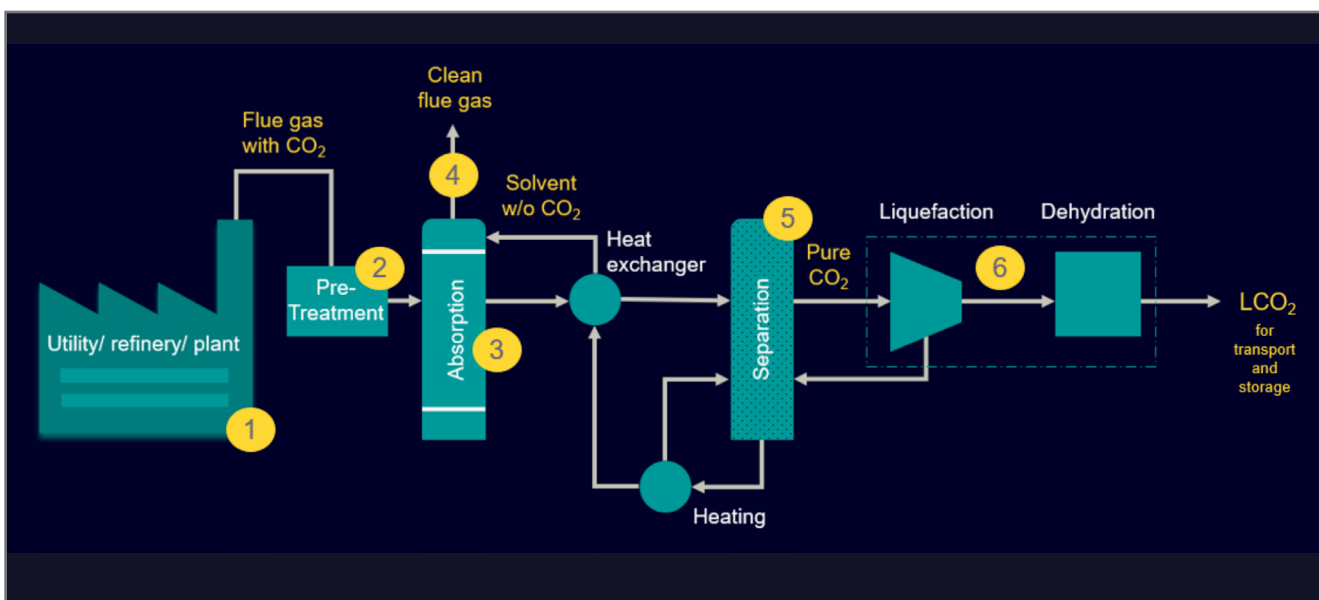 Clean
flue gas
Flue gas
with CO₂
4
Solvent
w/o CO₂
5
Liquefaction
Dehydration
Heat
exchanger
2
Pre-
Treatment
Pure
CO₂
6
Utility/ refinery/ plant
Absorption
3
Separation
LCO₂
for
transport
and
storage
1
Heating